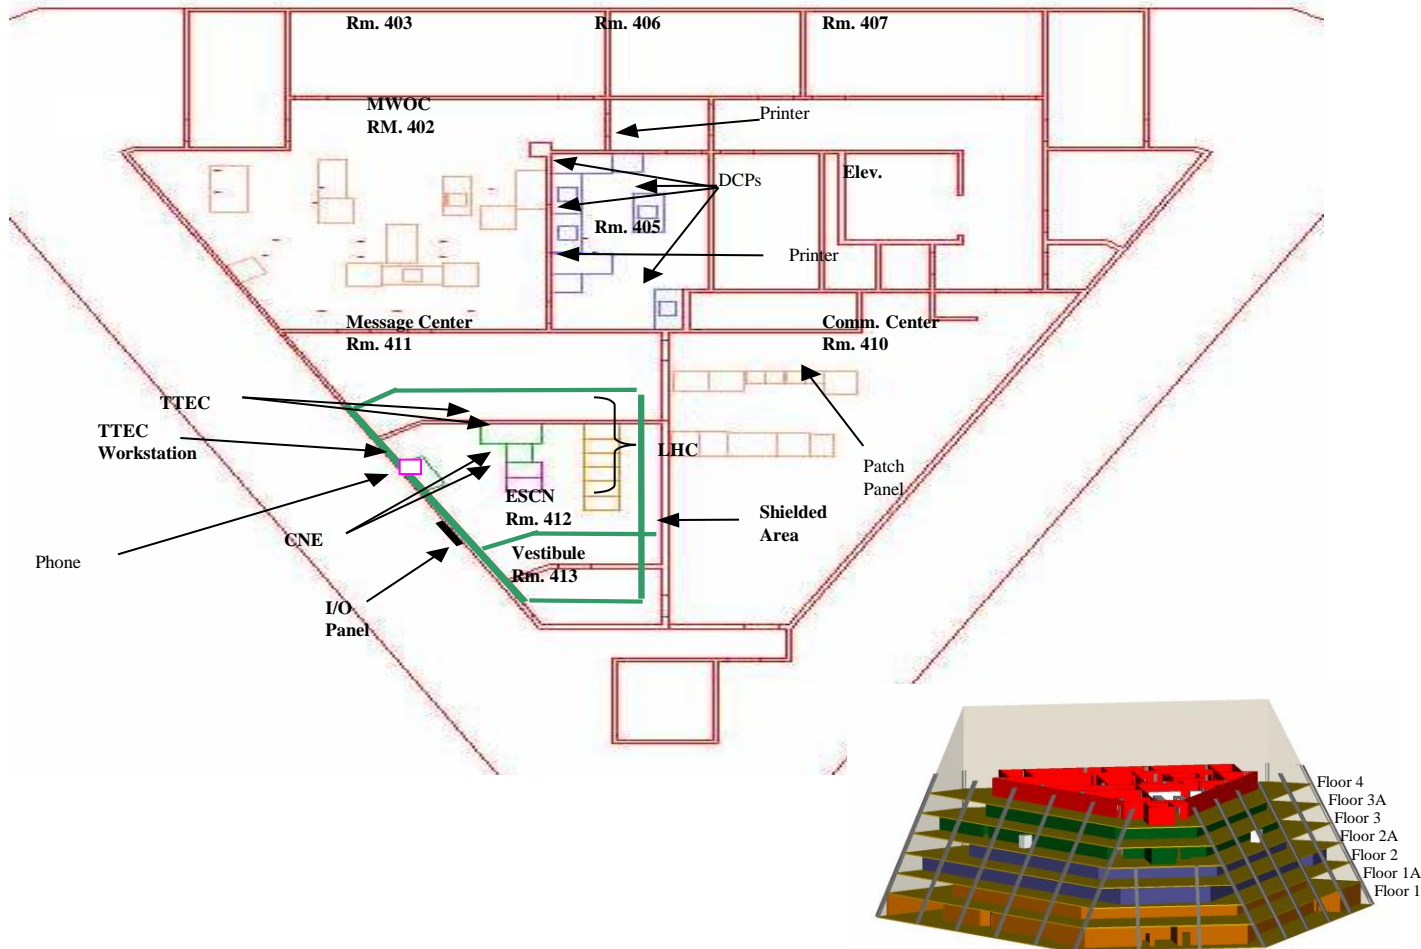 Rm. 403
Rm. 406
Rm. 407
MWOC
RM. 402
Printer
DCPs
Elev.
Rm. 405
Printer
Message Center
Rm. 411
Comm. Center
Rm. 410
TTEC
TTEC
Workstation
LHC
Patch
Panel
ESCN
Rm. 412
Shielded
Area
CNE
Vestibule
Rm. 413
Phone
I/O
Panel
Floor 4
Floor 3A
Floor 3
Floor 2A
Floor 2
Floor 1A
Floor 1